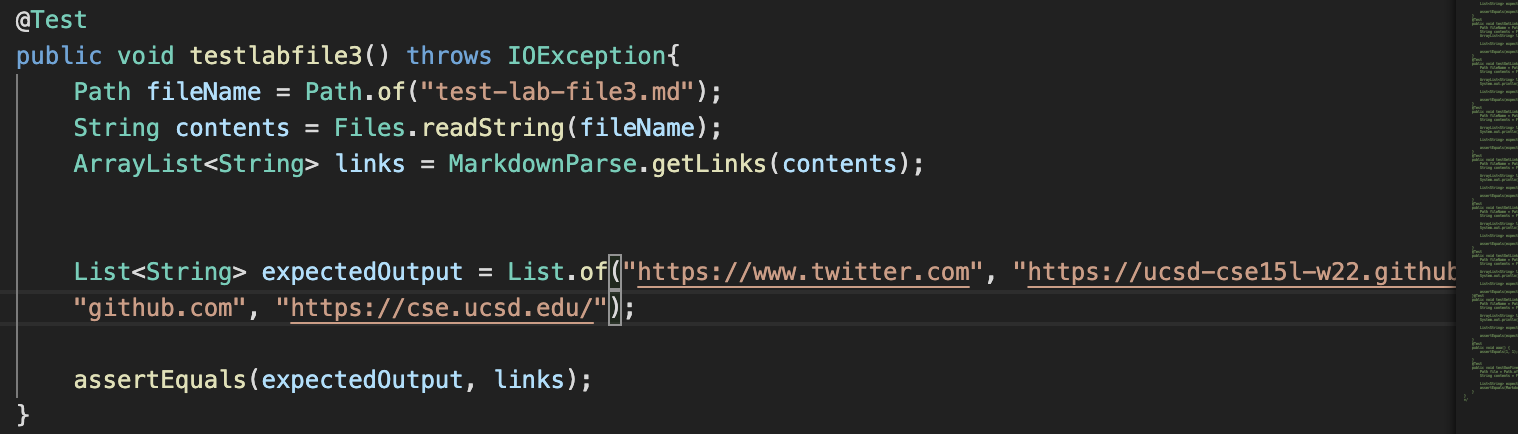 @Test
public void testlabfile3() throws IOException{
Path fileName = Path.of("test-lab-file3.md");
String contents = Files.readString(fileName);
ArrayList<String> links = MarkdownParse.getLinks(contents);
List<String> expectedOutput = List.of("https://www.twitter.com", "https://ucsd-cse15l-w22.github
"github.com", "https://cse.ucsd.edu/");
assertEquals(expectedOutput, links);
}